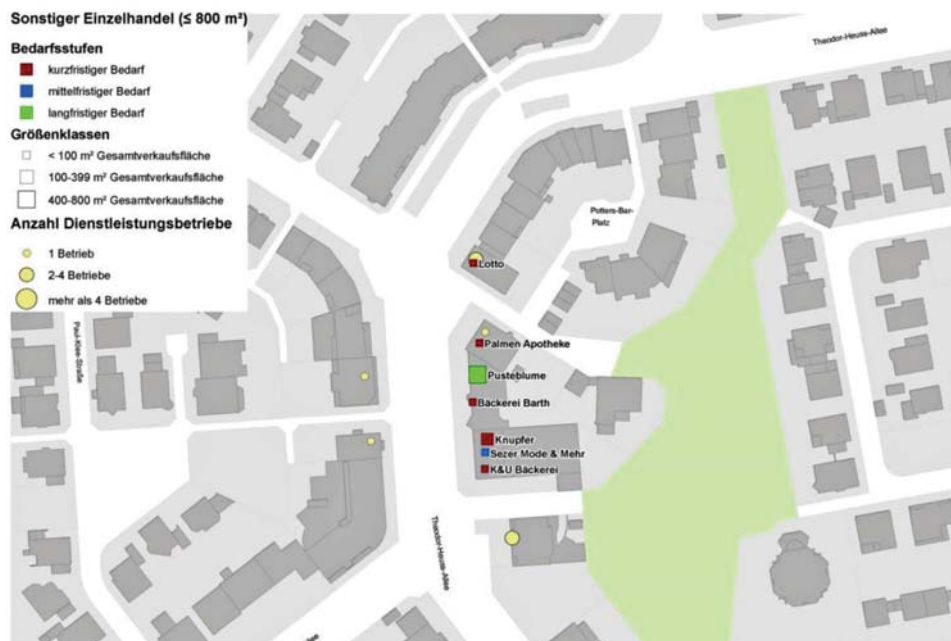 Sonstiger Einzelhandel (≤ 800 m²)
Bedarfsstufen
kurzfristiger Bedarf
mittelfristiger Bedarf
langfristiger Bedarf
Größenklassen
< 100 m² Gesamtverkaufsfläche
100-399 m² Gesamtverkaufsfläche
400-800 m² Gesamtverkaufsfläche
Anzahl Dienstleistungsbetriebe
1 Betrieb
2-4 Betriebe
mehr als 4 Betriebe
Theodor-Heuss-Allee
Potters-Bar-
Platz
Lotto
Paul-Klee-Straße
Palmen Apotheke
Pusteblume
Bäckerei Barth
Knupfer
Sezer Mode & Mehr
K&U Bäckerei
Theodor-Heuss-Allee